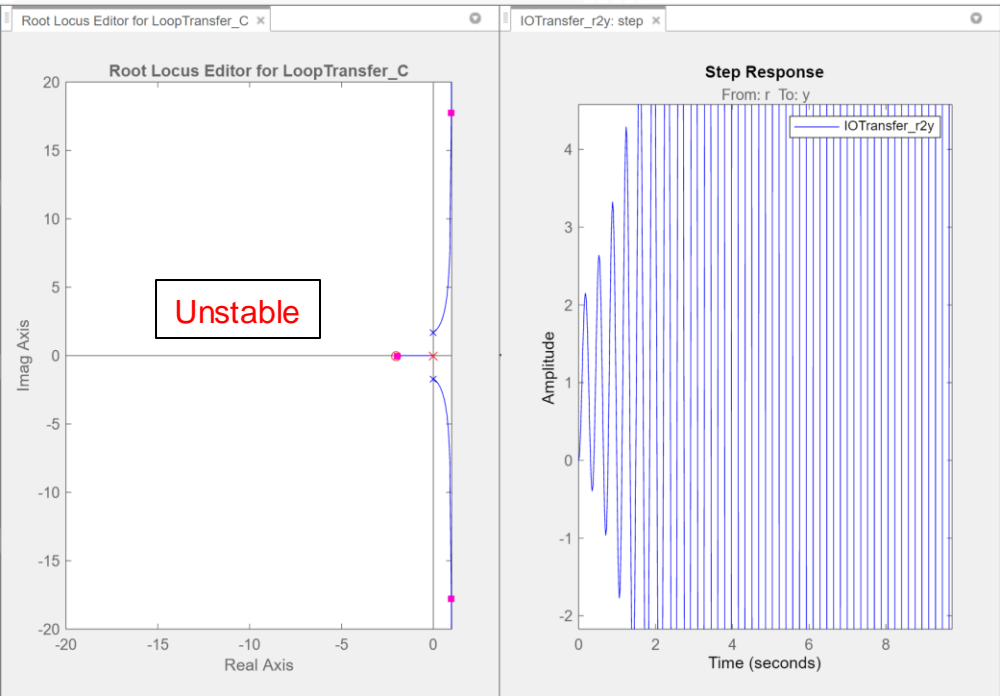 Root Locus Editor for LoopTransfer_C ×
IOTransfer_r2y: step ×
Root Locus Editor for LoopTransfer_C
20
15
10
5
0
-5
-10
-15
-20
Imag Axis
Unstable
-20
-15
-10
-5
0
Real Axis
Step Response
From: r To: y
IOTransfer_r2y
4
3
2
1
0
-1
-2
Amplitude
0
2
4
6
8
Time (seconds)